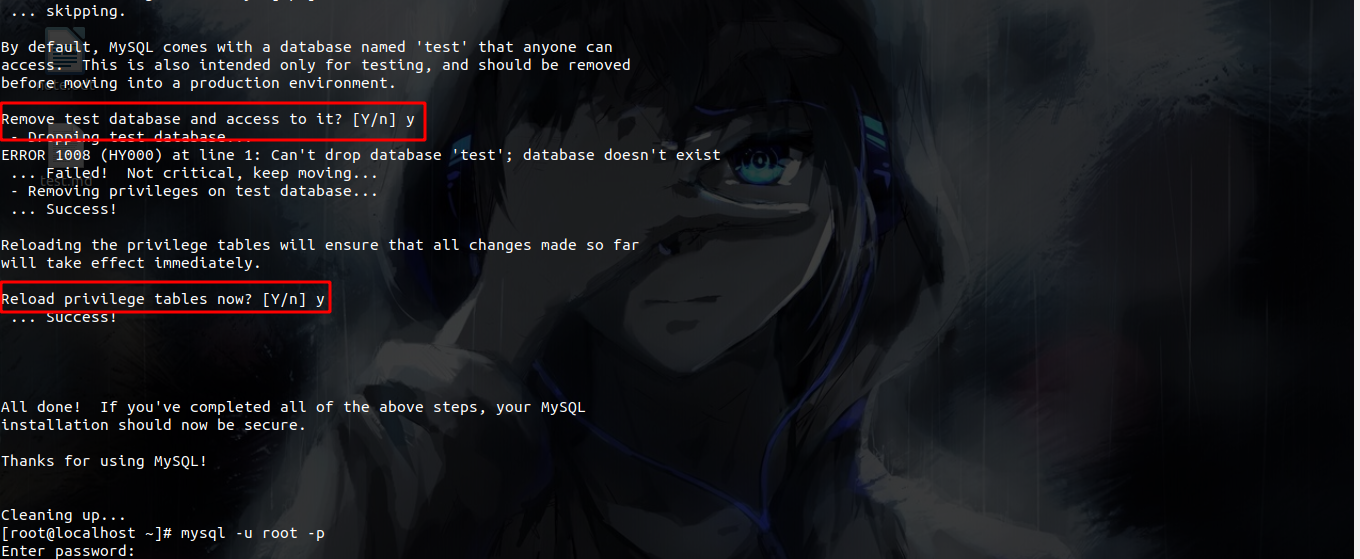 ... skipping.
By default, MySQL comes with a database named 'test' that anyone can
access.  This is also intended only for testing, and should be removed
before moving into a production environment.
Remove test database and access to it? [Y/n] y
- Dropping test database...
ERROR 1008 (HY000) at line 1: Can't drop database 'test'; database doesn't exist
... Failed!  Not critical, keep moving...
- Removing privileges on test database...
... Success!
Reloading the privilege tables will ensure that all changes made so far
will take effect immediately.
Reload privilege tables now? [Y/n] y
... Success!
All done!  If you've completed all of the above steps, your MySQL
installation should now be secure.
Thanks for using MySQL!
Cleaning up...
[root@localhost ~]# mysql -u root -p
Enter password: